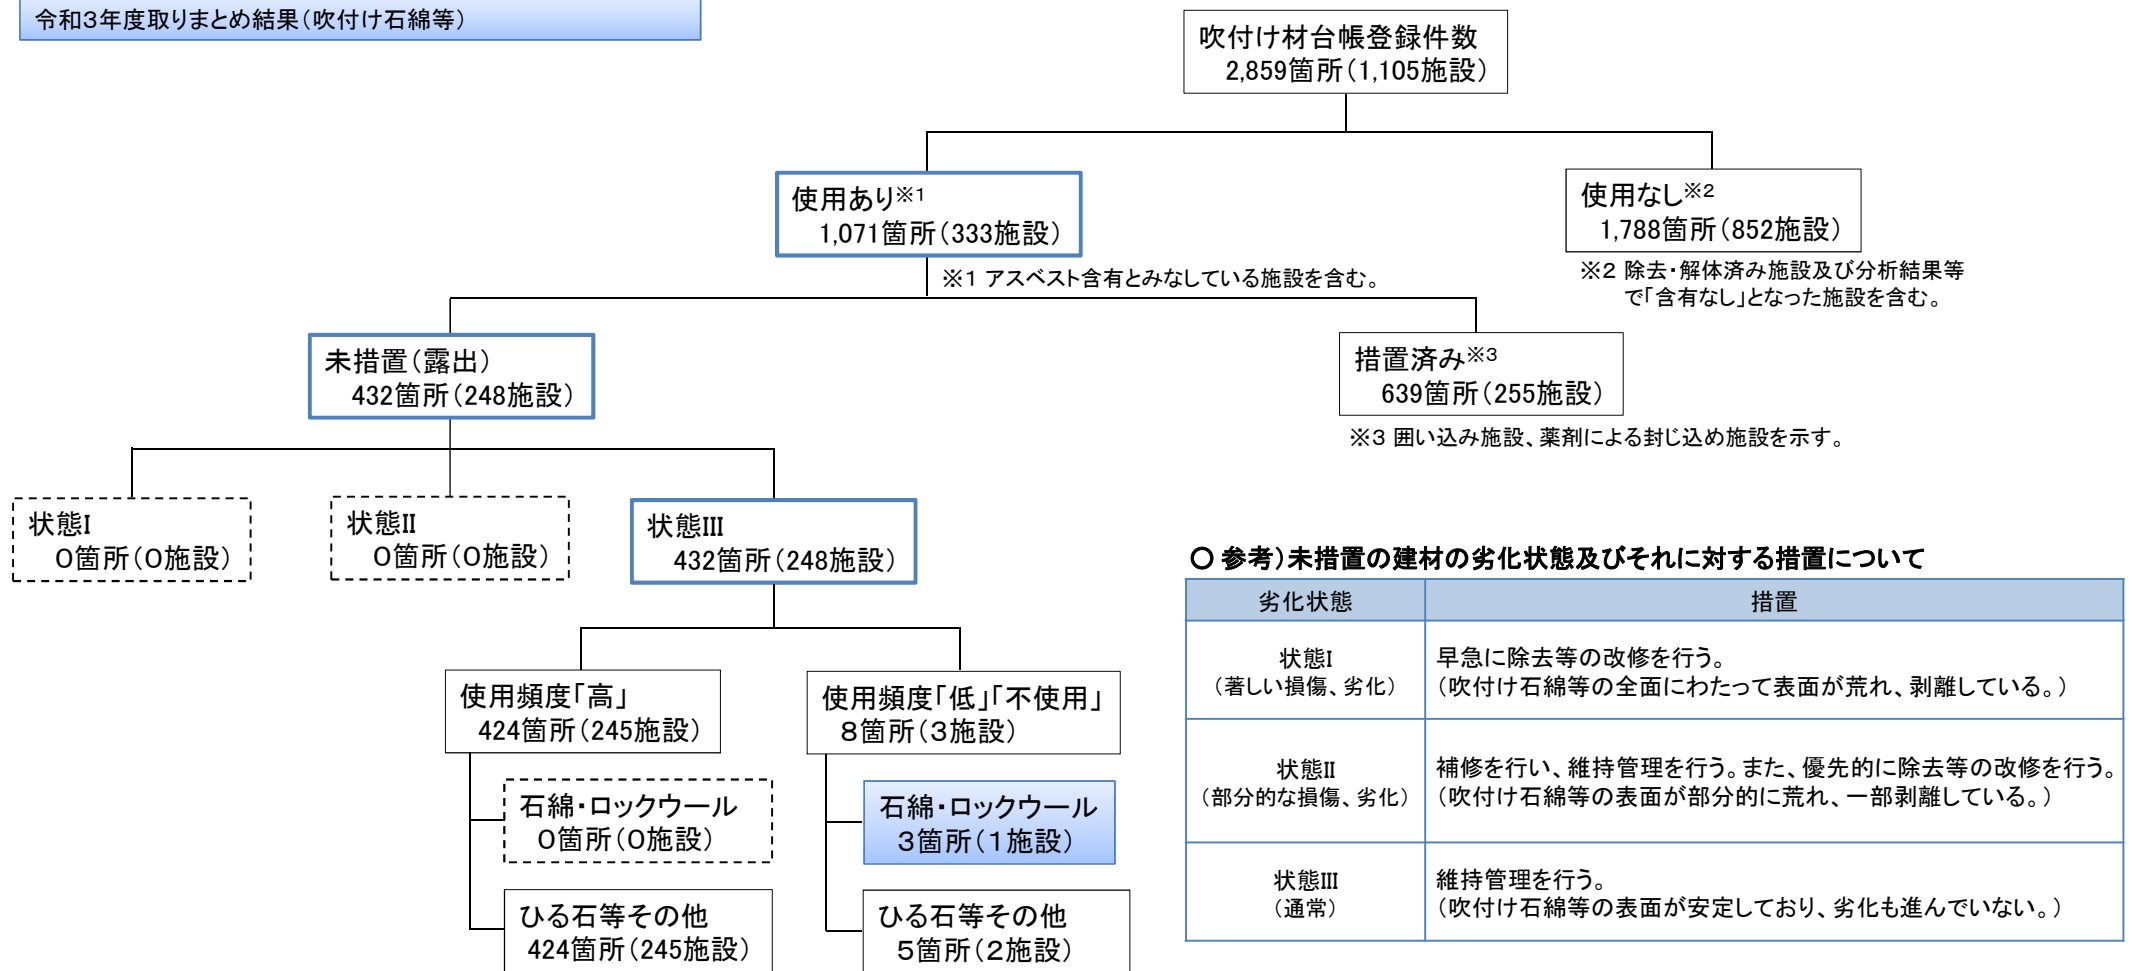 令和3年度取りまとめ結果(吹付け石綿等)
吹付け材台帳登録件数
2,859箇所(1,105施設)
使用あり※1
1,071箇所(333施設)
使用なし※2
1,788箇所(852施設)
※1 アスベスト含有とみなしている施設を含む。
※2 除去・解体済み施設及び分析結果等
で「含有なし」となった施設を含む。
未措置(露出)
432箇所(248施設)
措置済み※3
639箇所(255施設)
※3 囲い込み施設、薬剤による封じ込め施設を示す。
状態I
0箇所(0施設)
状態II
0箇所(0施設)
状態III
432箇所(248施設)
使用頻度「高」
424箇所(245施設)
使用頻度「低」「不使用」
8箇所(3施設)
石綿・ロックウール
0箇所(0施設)
石綿・ロックウール
3箇所(1施設)
ひる石等その他
424箇所(245施設)
ひる石等その他
5箇所(2施設)
○ 参考)未措置の建材の劣化状態及びそれに対する措置について
劣化状態 措置
状態I
(著しい損傷、劣化)
早急に除去等の改修を行う。
(吹付け石綿等の全面にわたって表面が荒れ、剥離している。)
状態II
(部分的な損傷、劣化)
補修を行い、維持管理を行う。また、優先的に除去等の改修を行う。
(吹付け石綿等の表面が部分的に荒れ、一部剥離している。)
状態III
(通常)
維持管理を行う。
(吹付け石綿等の表面が安定しており、劣化も進んでいない。)